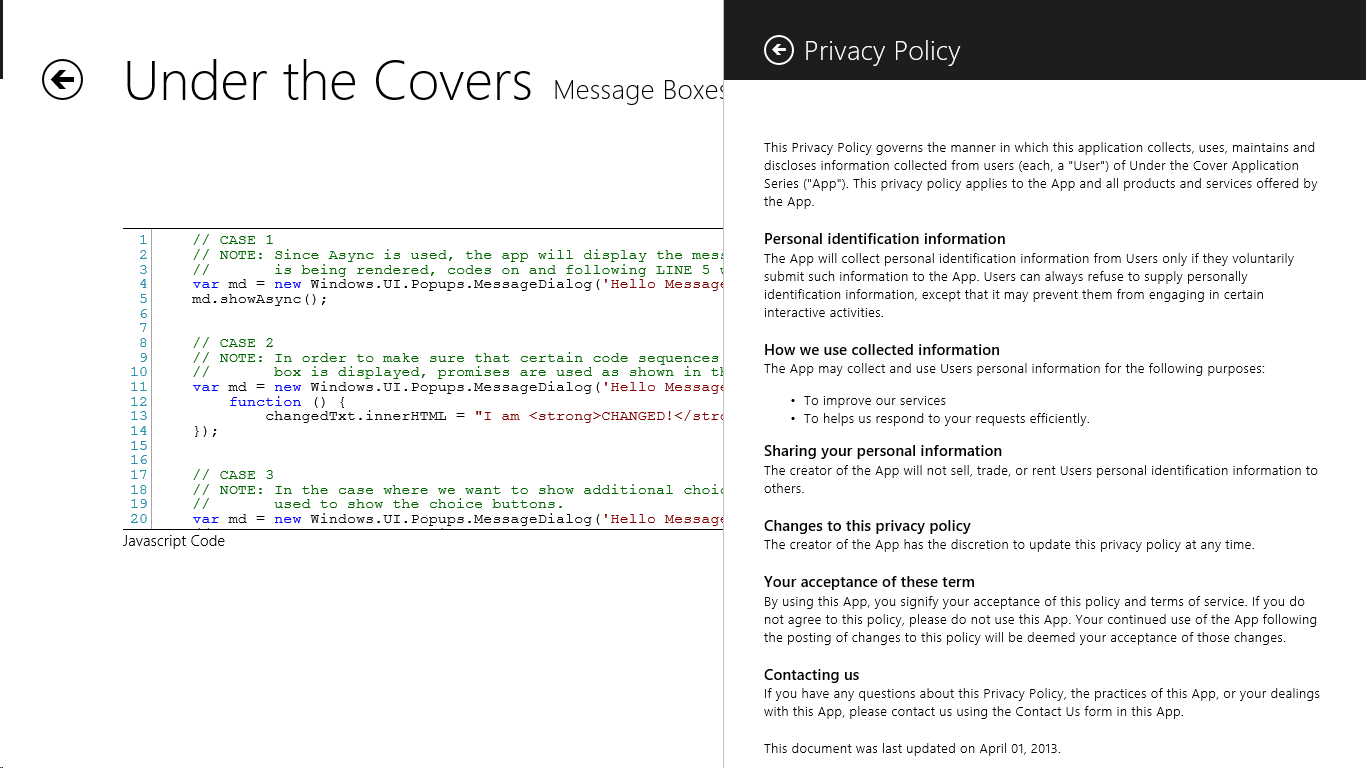 Under the Covers Message Boxes
1 // CASE 1
2 // NOTE: Since Async is used, the app will display the mess
3 // is being rendered, codes on and following LINE 5 w
4 var md = new Windows.UI.Popups.MessageDialog('Hello Message
5 md.showAsync();
6
7
8 // CASE 2
9 // NOTE: In order to make sure that certain code sequences
10 // box is displayed, promises are used as shown in th
11 var md = new Windows.UI.Popups.MessageDialog('Hello Message
12 function () {
13 changedTxt.innerHTML = "I am <strong>CHANGED!</stro
14 });
15
16
17 // CASE 3
18 // NOTE: In the case where we want to show additional choic
19 // used to show the choice buttons.
20 var md = new Windows.UI.Popups.MessageDialog('Hello Message
Javascript Code
Privacy Policy
This Privacy Policy governs the manner in which this application collects, uses, maintains and
discloses information collected from users (each, a "User") of Under the Cover Application
Series ("App"). This privacy policy applies to the App and all products and services offered by
the App.
Personal identification information
The App will collect personal identification information from Users only if they voluntarily
submit such information to the App. Users can always refuse to supply personally
identification information, except that it may prevent them from engaging in certain
interactive activities.
How we use collected information
The App may collect and use Users personal information for the following purposes:
• To improve our services
• To helps us respond to your requests efficiently.
Sharing your personal information
The creator of the App will not sell, trade, or rent Users personal identification information to
others.
Changes to this privacy policy
The creator of the App has the discretion to update this privacy policy at any time.
Your acceptance of these term
By using this App, you signify your acceptance of this policy and terms of service. If you do
not agree to this policy, please do not use this App. Your continued use of the App following
the posting of changes to this policy will be deemed your acceptance of those changes.
Contacting us
If you have any questions about this Privacy Policy, the practices of this App, or your dealings
with this App, please contact us using the Contact Us form in this App.
This document was last updated on April 01, 2013.